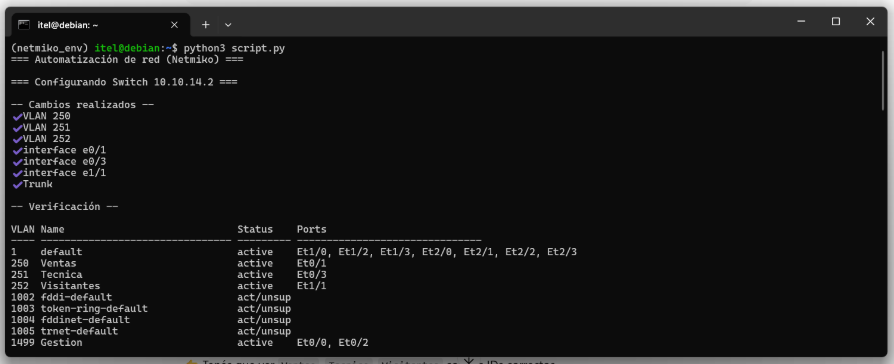 itel@debian: ~
(netmiko_env) itel@debian:~$ python3 script.py
=== Automatización de red (Netmiko) ===
=== Configurando Switch 10.10.14.2 ===
-- Cambios realizados --
✔VLAN 250
✔VLAN 251
✔VLAN 252
✔interface e0/1
✔interface e0/3
✔interface e1/1
✔Trunk
-- Verificación --
VLAN Name                             Status    Ports
---- -------------------------------- --------- -------------------------------
1    default                          active    Et1/0, Et1/2, Et1/3, Et2/0, Et2/1, Et2/2, Et2/3
250  Ventas                           active    Et0/1
251  Tecnica                          active    Et0/3
252  Visitantes                       active    Et1/1
1002 fddi-default                     act/unsup
1003 token-ring-default               act/unsup
1004 fddinet-default                  act/unsup
1005 trnet-default                    act/unsup
1499 Gestion                          active    Et0/0, Et0/2